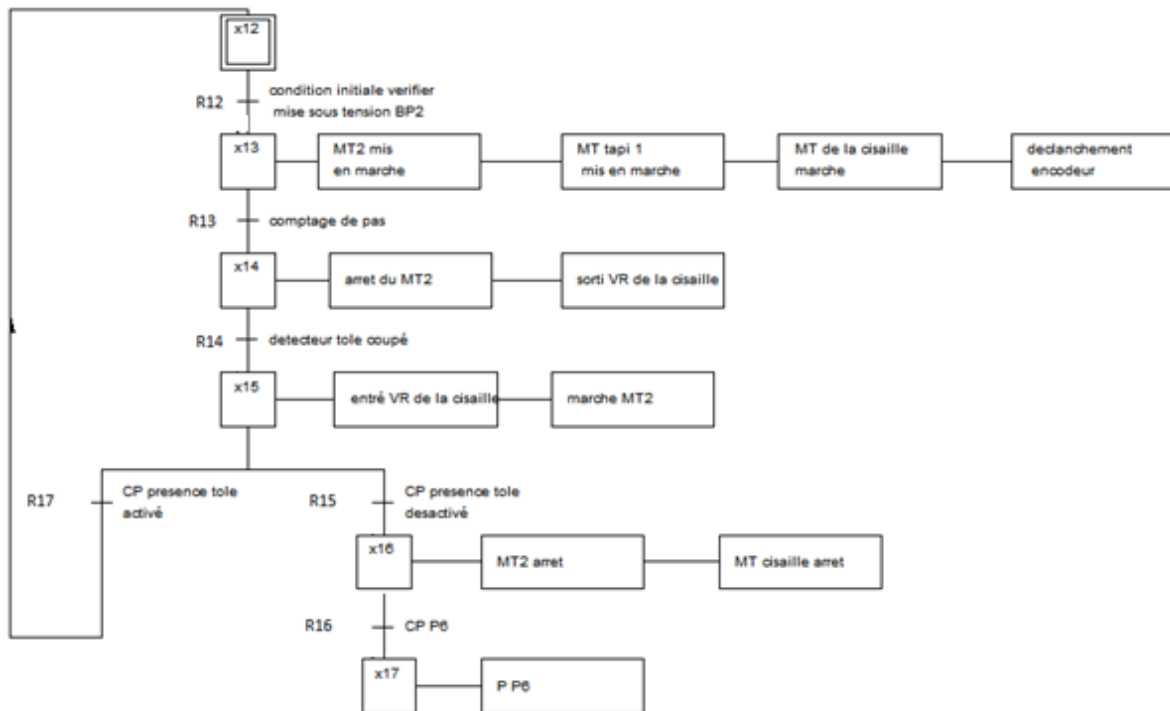 x12
R12
condition initiale verifier
mise sous tension BP2
x13
MT2 mis
en marche
MT tapi 1
mis en marche
MT de la cisaille
marche
declanchement
encodeur
R13
comptage de pas
x14
arret du MT2
sorti VR de la cisaille
R14
detecteur tole coupé
x15
entré VR de la cisaille
marche MT2
R17
CP presence tole
activé
R15
CP presence tole
desactivé
x16
MT2 arret
MT cisaille arret
R16
CP P6
x17
P P6